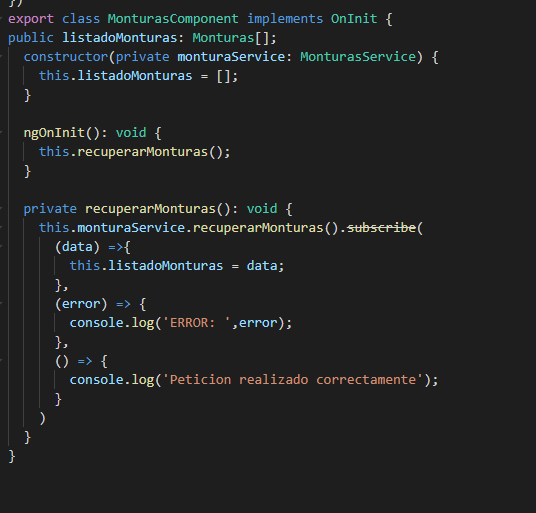 })
export class MonturasComponent implements OnInit {
public listadoMonturas: Monturas[];
constructor(private monturaService: MonturasService) {
this.listadoMonturas = [];
}
ngOnInit(): void {
this.recuperarMonturas();
}
private recuperarMonturas(): void {
this.monturaService.recuperarMonturas().subscribe(
(data) =>{
this.listadoMonturas = data;
},
(error) => {
console.log('ERROR: ',error);
},
() => {
console.log('Peticion realizado correctamente');
}
)
}
}